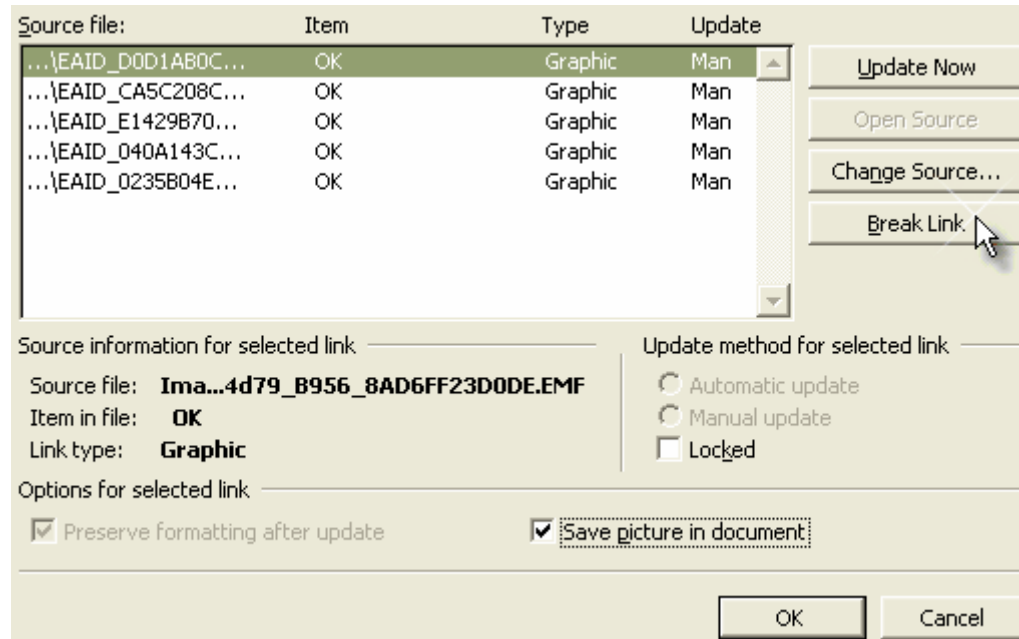 Source file: Item Type Update
...\EAID_D0D1AB0C... OK Graphic Man
...\EAID_CA5C208C... OK Graphic Man
...\EAID_E1429B70... OK Graphic Man
...\EAID_040A143C... OK Graphic Man
...\EAID_0235B04E... OK Graphic Man
Update Now
Open Source
Change Source...
Break Link
Source information for selected link
Source file: Ima...4d79_B956_8AD6FF23D0DE.EMF
Item in file: OK
Link type: Graphic
Update method for selected link
Automatic update
Manual update
Locked
Options for selected link
Preserve formatting after update
Save picture in document
OK
Cancel